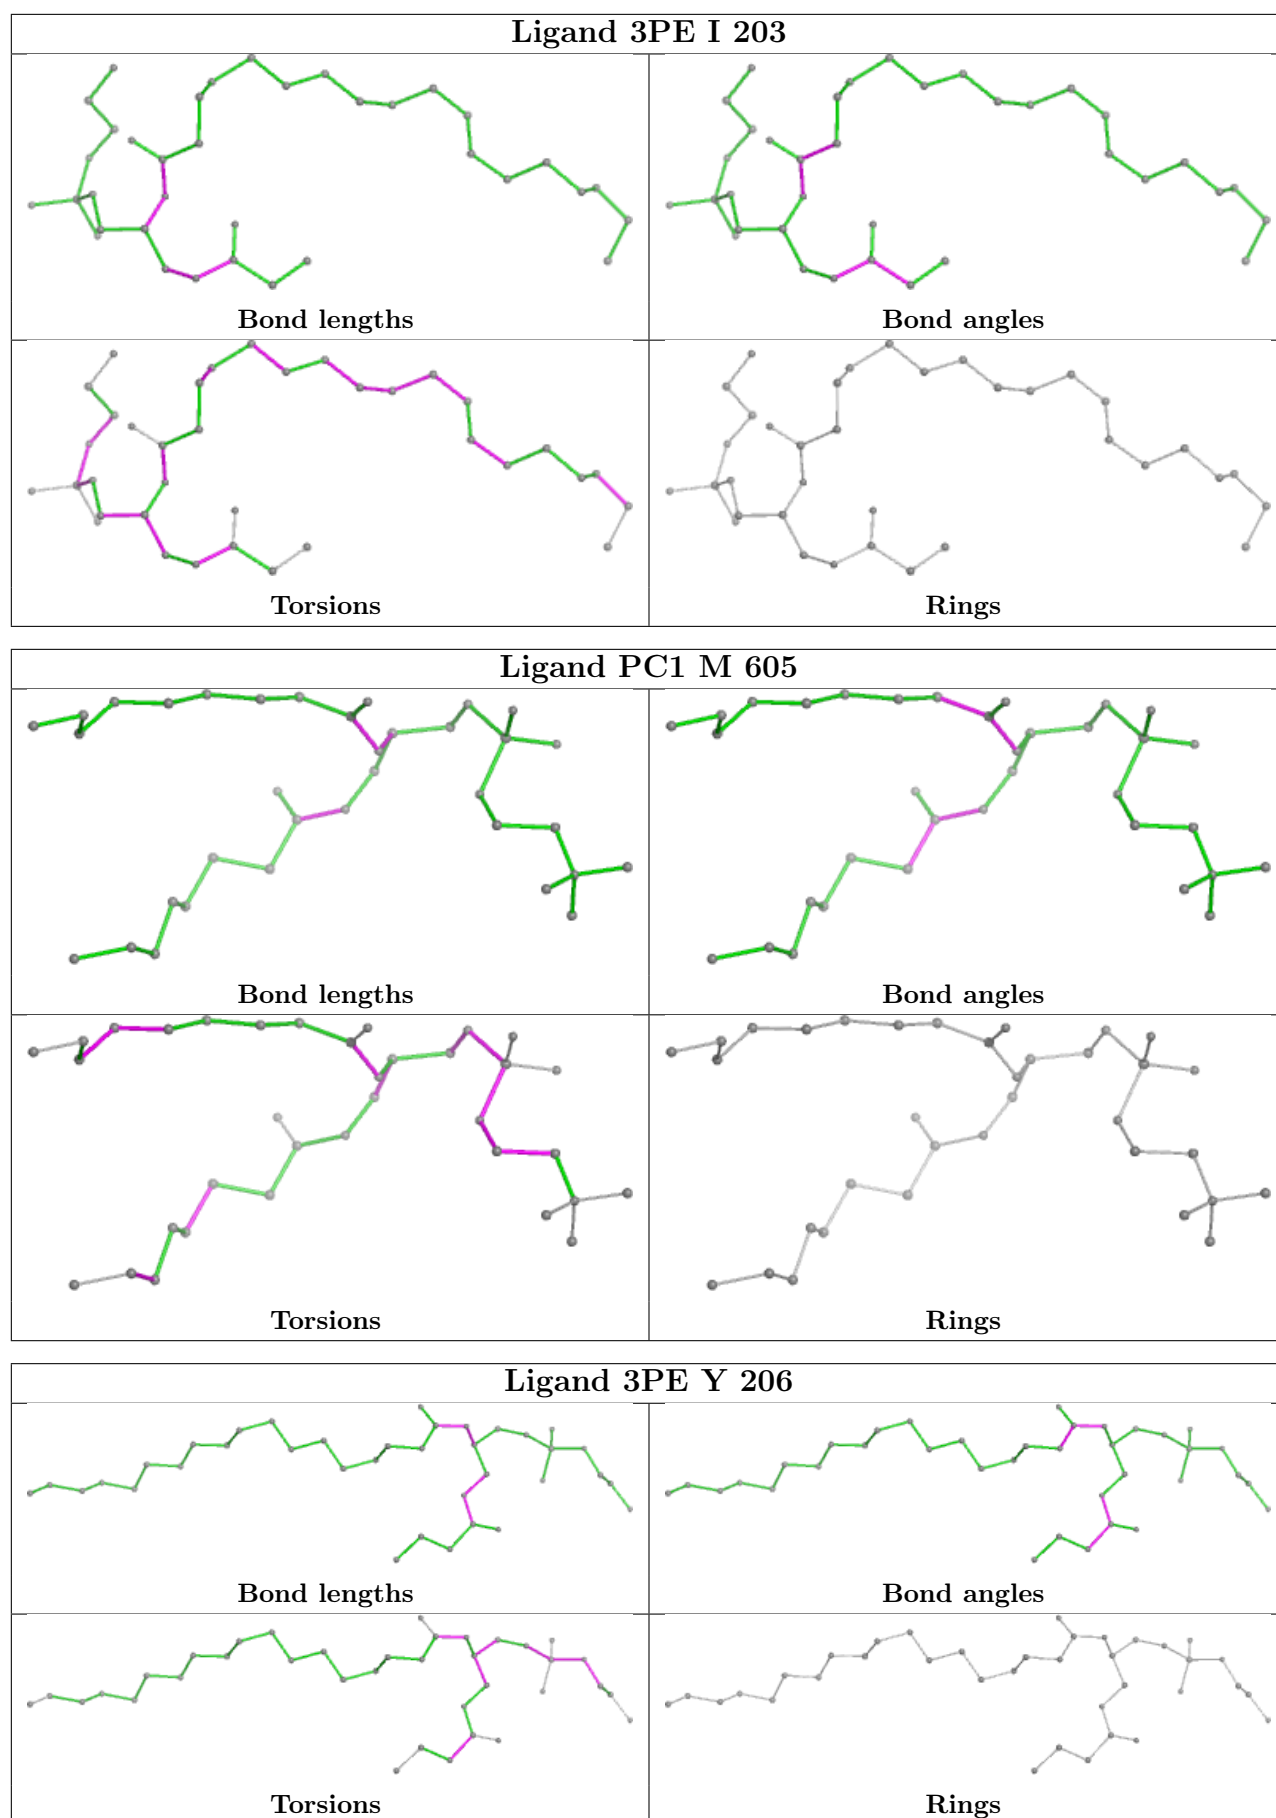 Ligand 3PE I 203
Bond lengths
Bond angles
Torsions
Rings
Ligand PC1 M 605
Bond lengths
Bond angles
Torsions
Rings
Ligand 3PE Y 206
Bond lengths
Bond angles
Torsions
Rings